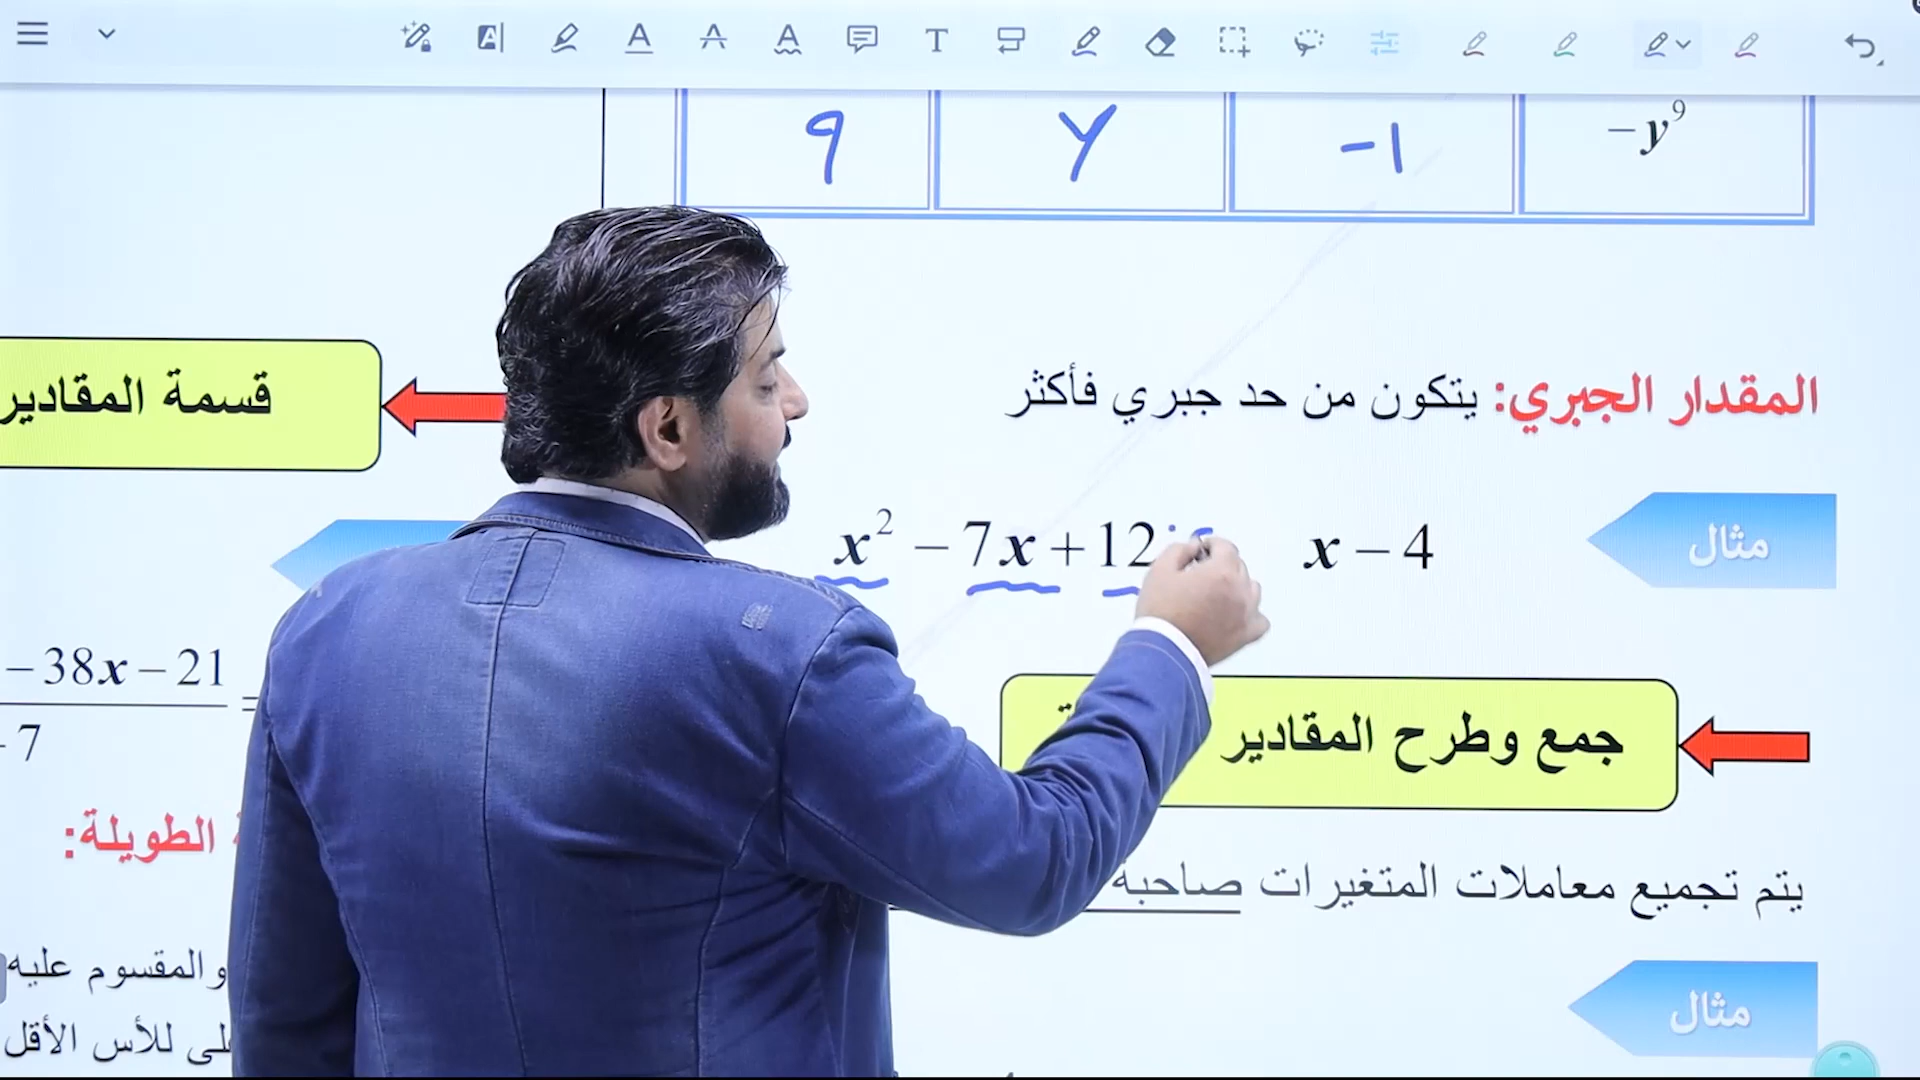 9 y -1 -y⁹
المقدار الجبري: يتكون من حد جبري فأكثر
مثال
x - 4
x² - 7x + 12
جمع وطرح المقادير
يتم تجميع معاملات المتغيرات صاحبة
مثال
قسمة المقادير
-38x - 21
=
-7
الطويلة:
والمقسوم عليه
للأس الأقل